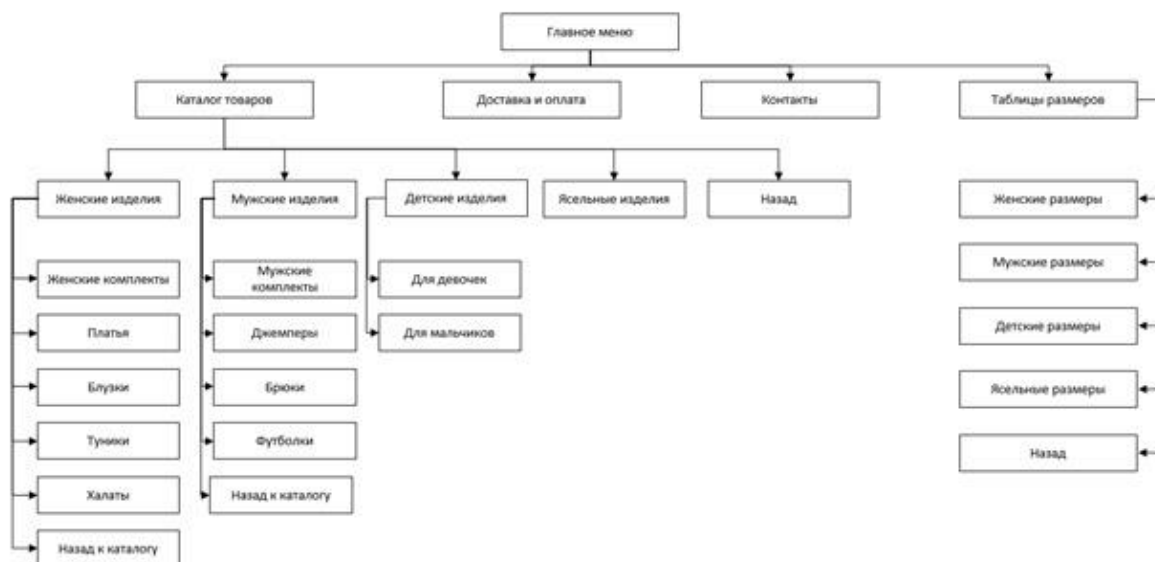 Главное меню
Каталог товаров
Доставка и оплата
Контакты
Таблицы размеров
Женские изделия
Мужские изделия
Детские изделия
Ясельные изделия
Назад
Женские размеры
Мужские размеры
Детские размеры
Ясельные размеры
Назад
Женские комплекты
Платья
Блузки
Туники
Халаты
Назад к каталогу
Мужские
комплекты
Джемперы
Брюки
Футболки
Назад к каталогу
Для девочек
Для мальчиков